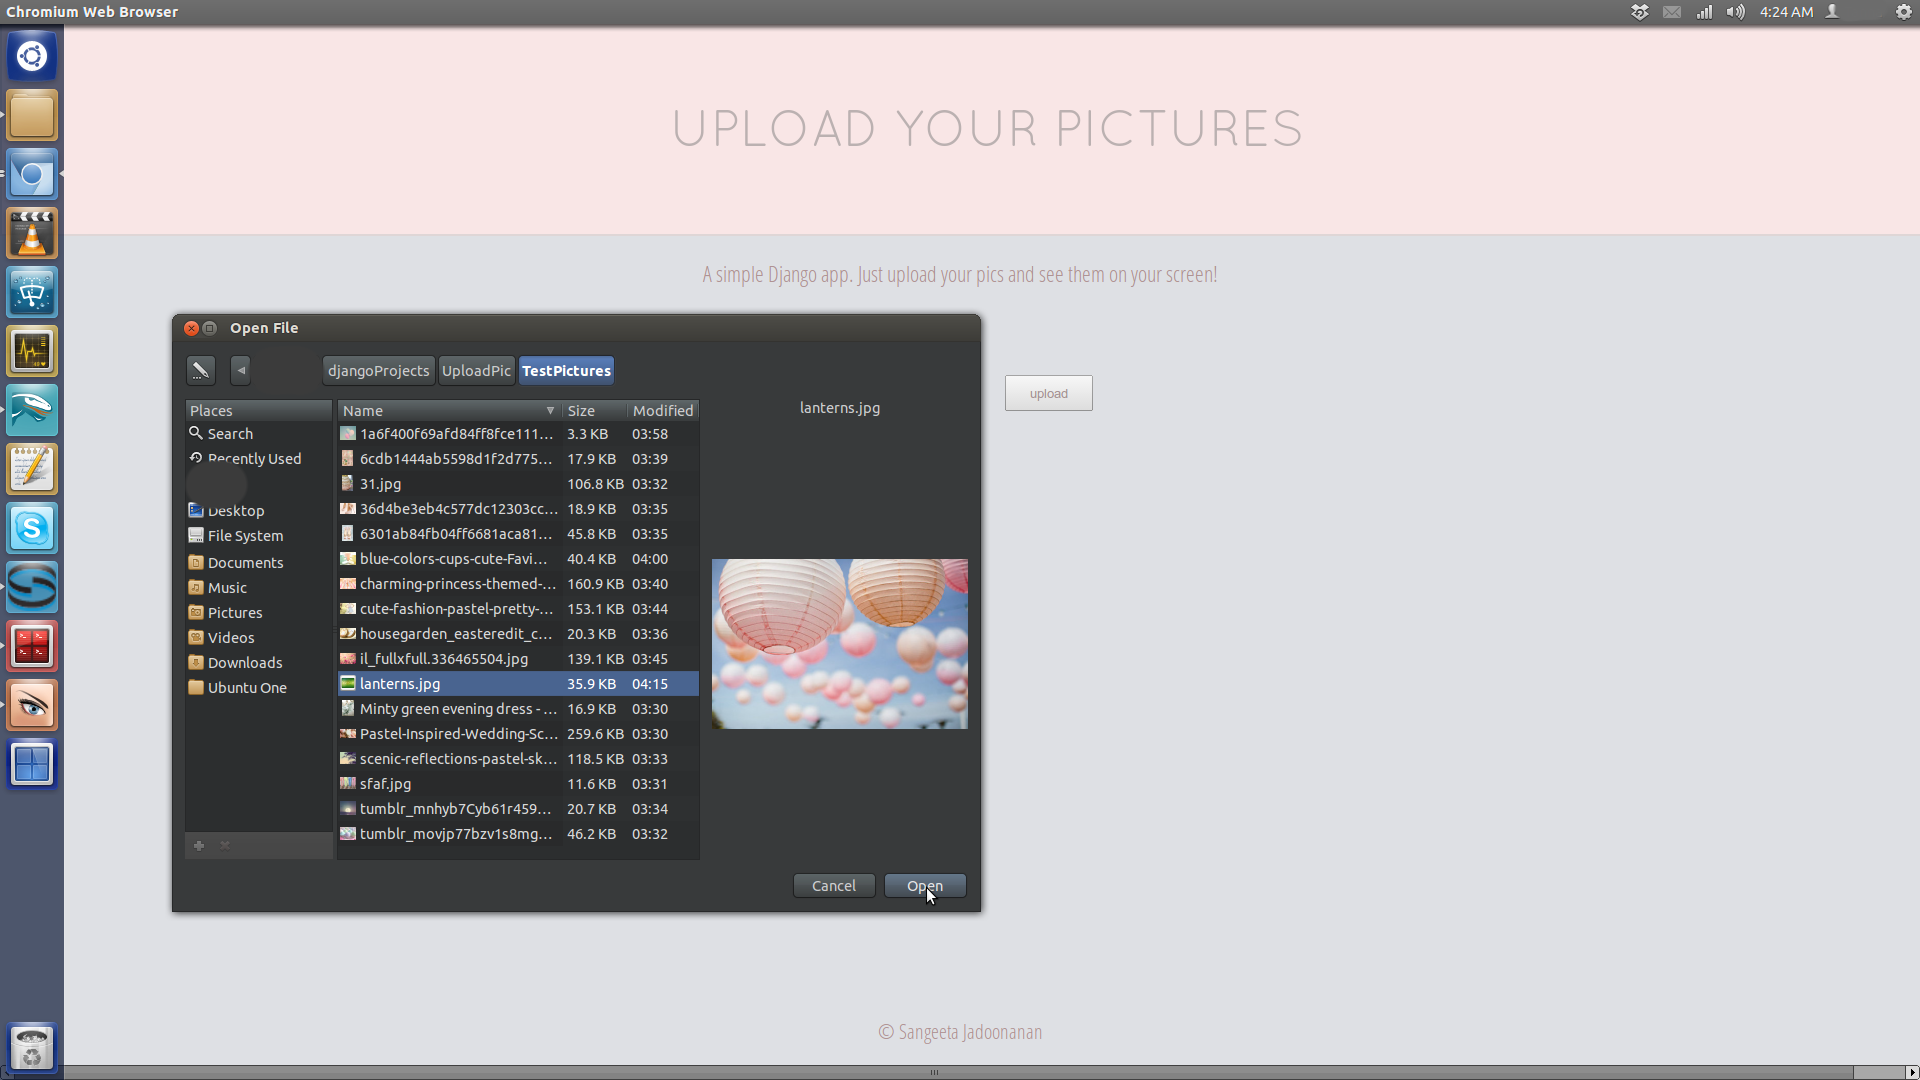 Chromium Web Browser
4:24 AM
UPLOAD YOUR PICTURES
A simple Django app. Just upload your pics and see them on your screen!
Open File
djangoProjects UploadPic TestPictures
upload
lanterns.jpg
Places
Search
Recently Used
Desktop
File System
Documents
Music
Pictures
Videos
Downloads
Ubuntu One
Name Size Modified
1a6f400f69afd84ff8fce111... 3.3 KB 03:58
6cdb1444ab5598d1f2d775... 17.9 KB 03:39
31.jpg 106.8 KB 03:32
36d4be3eb4c577dc12303cc... 18.9 KB 03:35
6301ab84fb04ff6681aca81... 45.8 KB 03:35
blue-colors-cups-cute-Favi... 40.4 KB 04:00
charming-princess-themed-... 160.9 KB 03:40
cute-fashion-pastel-pretty-... 153.1 KB 03:44
housegarden_easteredit_c... 20.3 KB 03:36
il_fullxfull.336465504.jpg 139.1 KB 03:45
lanterns.jpg 35.9 KB 04:15
Minty green evening dress - ... 16.9 KB 03:30
Pastel-Inspired-Wedding-Sc... 259.6 KB 03:30
scenic-reflections-pastel-sk... 118.5 KB 03:33
sfaf.jpg 11.6 KB 03:31
tumblr_mnhyb7Cyb61r459... 20.7 KB 03:34
tumblr_movjp77bzv1s8mg... 46.2 KB 03:32
Cancel Open
© Sangeeta Jadoonanan